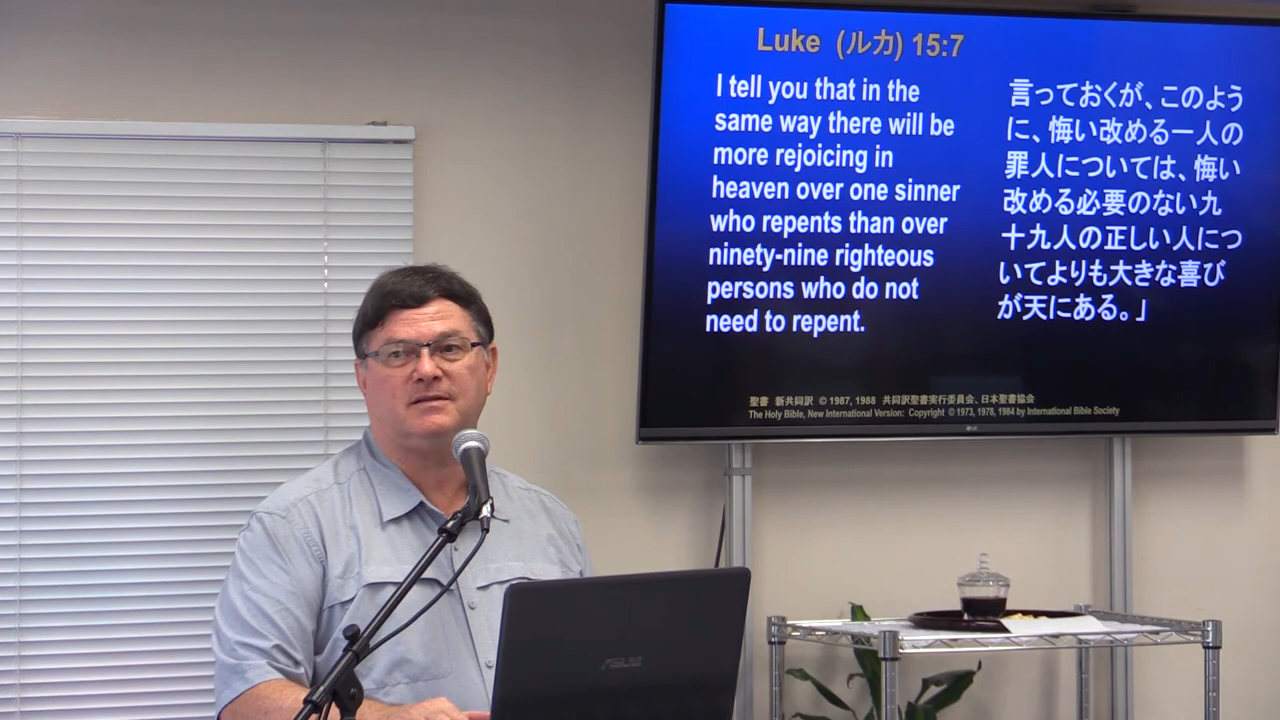 Luke (ルカ) 15:7
I tell you that in the
same way there will be
more rejoicing in
heaven over one sinner
who repents than over
ninety-nine righteous
persons who do not
need to repent.
言っておくが、このよう
に、悔い改める一人の
罪人については、悔い
改める必要のない九
十九人の正しい人につ
いてよりも大きな喜び
が天にある。」
聖書 新共同訳 © 1987, 1988 共同訳聖書実行委員会、日本聖書協会
The Holy Bible, New International Version: Copyright © 1973, 1978, 1984 by International Bible Society
LG
ASUS